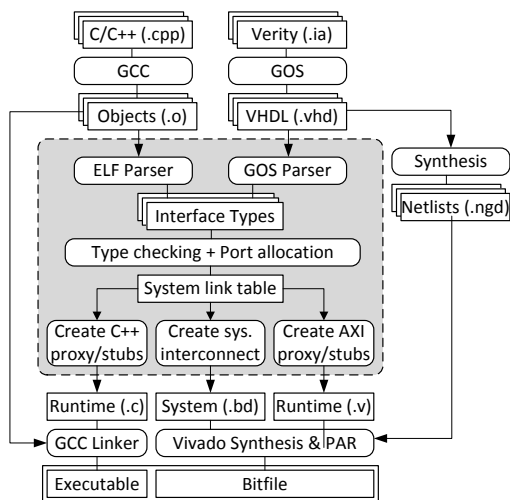 C/C++ (.cpp)
Verity (.ia)
GCC
GOS
Objects (.o)
VHDL (.vhd)
Synthesis
ELF Parser
GOS Parser
Netlists (.ngd)
Interface Types
Type checking + Port allocation
System link table
Create C++
proxy/stubs
Create sys.
interconnect
Create AXI
proxy/stubs
Runtime (.c)
System (.bd)
Runtime (.v)
GCC Linker
Vivado Synthesis & PAR
Executable
Bitfile